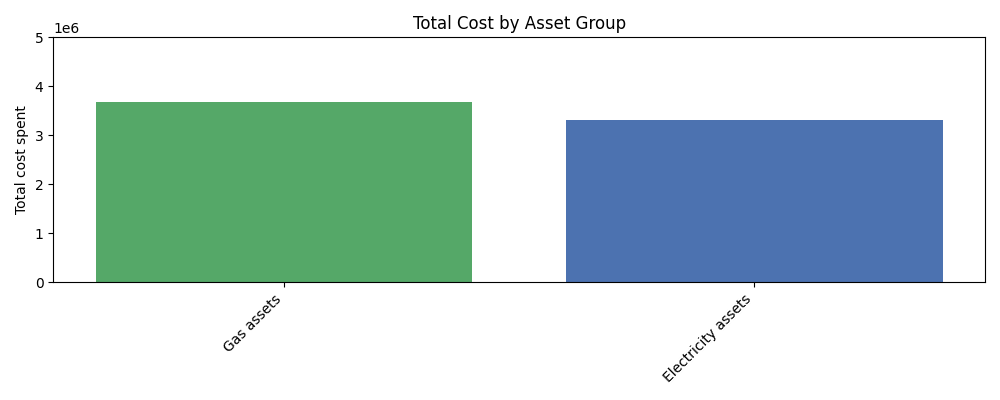 Total Cost by Asset Group
1e6
5
4
3
2
1
0
Total cost spent
Gas assets
Electricity assets